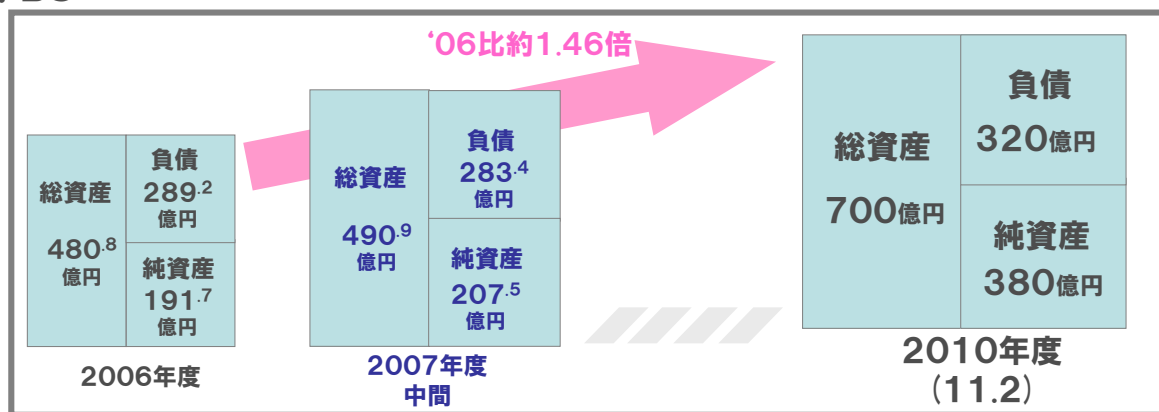 '06比約1.46倍
総資産
480.8
億円
負債
289.2
億円
純資産
191.7
億円
2006年度
総資産
490.9
億円
負債
283.4
億円
純資産
207.5
億円
2007年度
中間
総資産
700億円
負債
320億円
純資産
380億円
2010年度
(11.2)